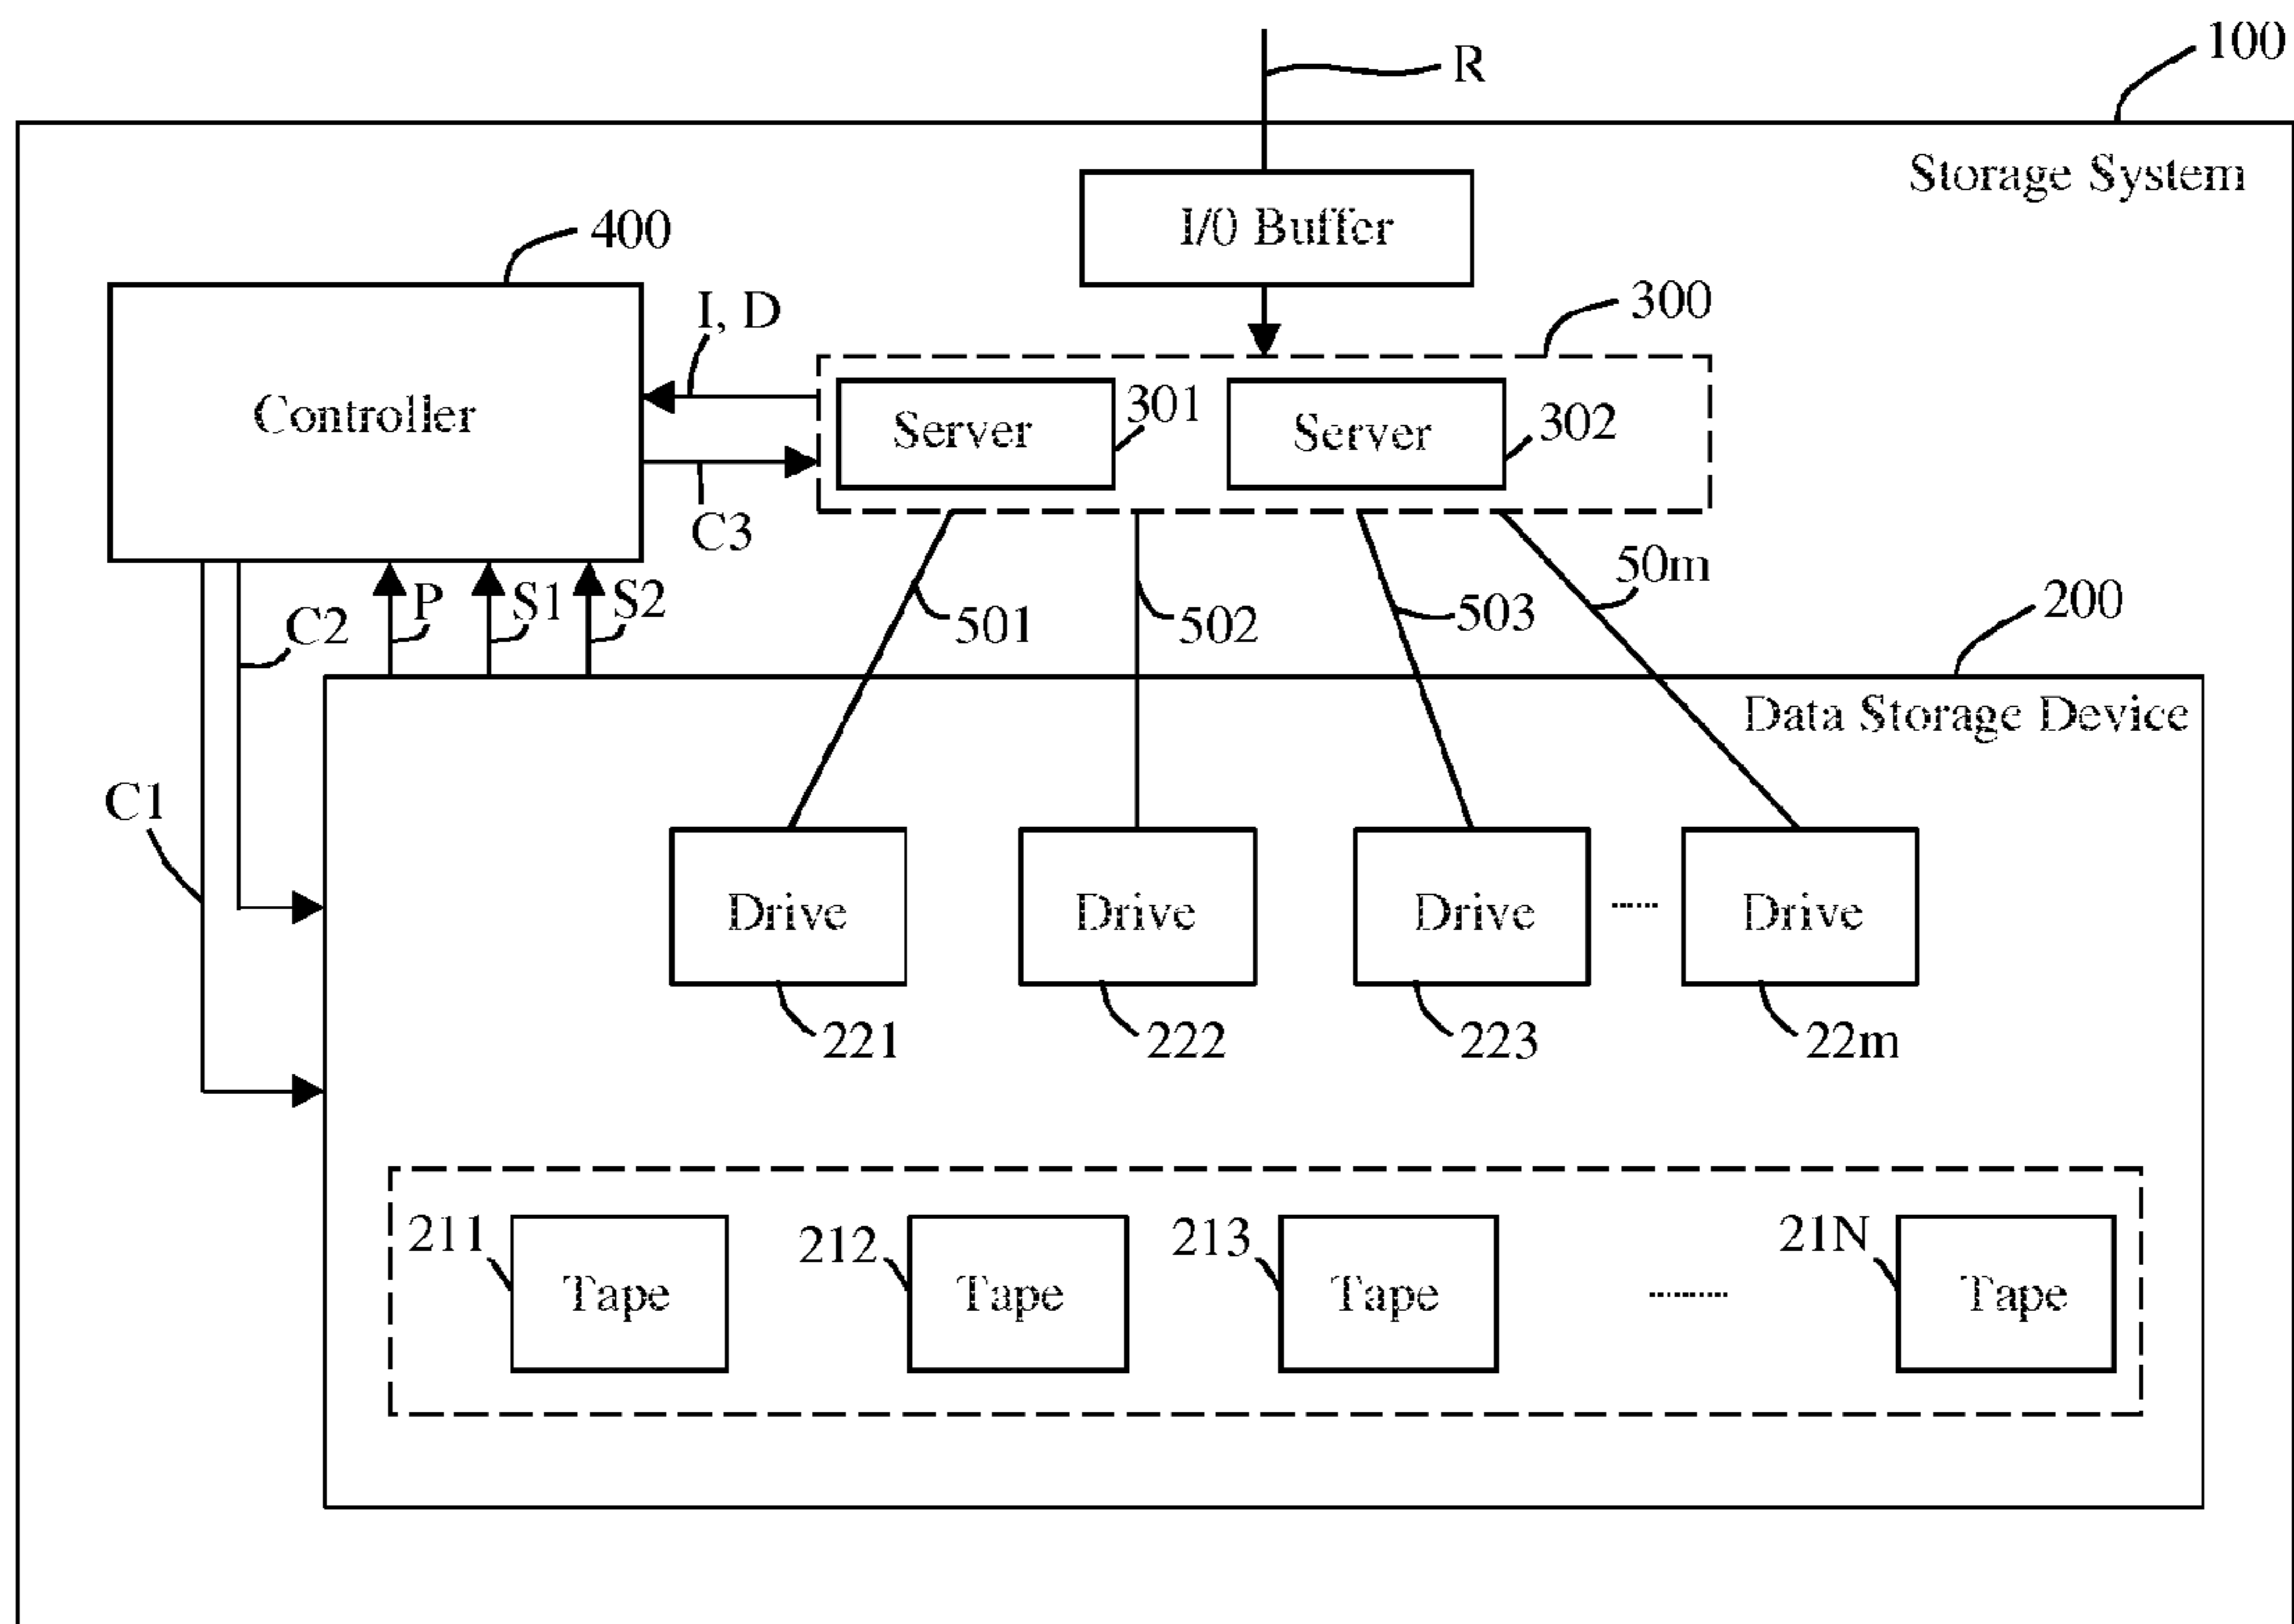 100
R
Storage System
I/0 Buffer
400
300
I, D
Controller
Server
301
Server
302
C3
C2
P
S1
S2
501
502
503
50m
200
Data Storage Device
C1
Drive
Drive
Drive
......
Drive
221
222
223
22m
211
Tape
212
Tape
213
Tape
..........
21N
Tape